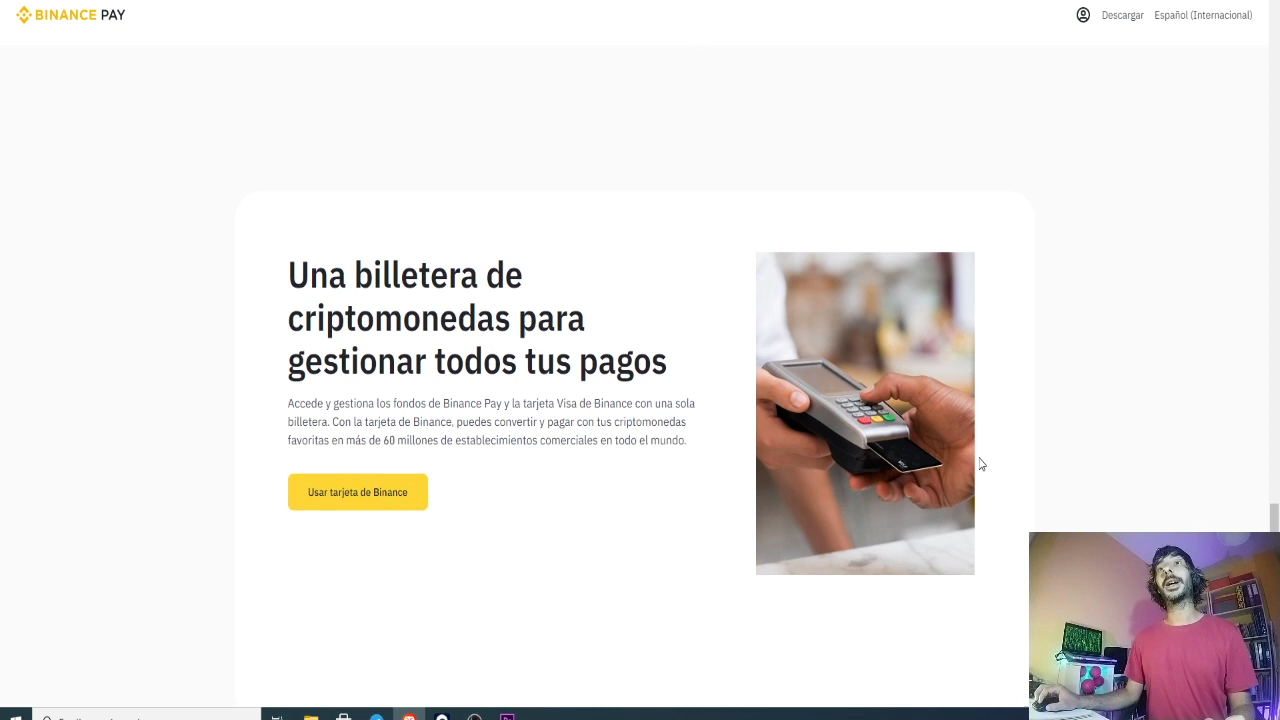 BINANCE PAY
Descargar
Español (Internacional)
Una billetera de
criptomonedas para
gestionar todos tus pagos
Accede y gestiona los fondos de Binance Pay y la tarjeta Visa de Binance con una sola
billetera. Con la tarjeta de Binance, puedes convertir y pagar con tus criptomonedas
favoritas en más de 60 millones de establecimientos comerciales en todo el mundo.
Usar tarjeta de Binance